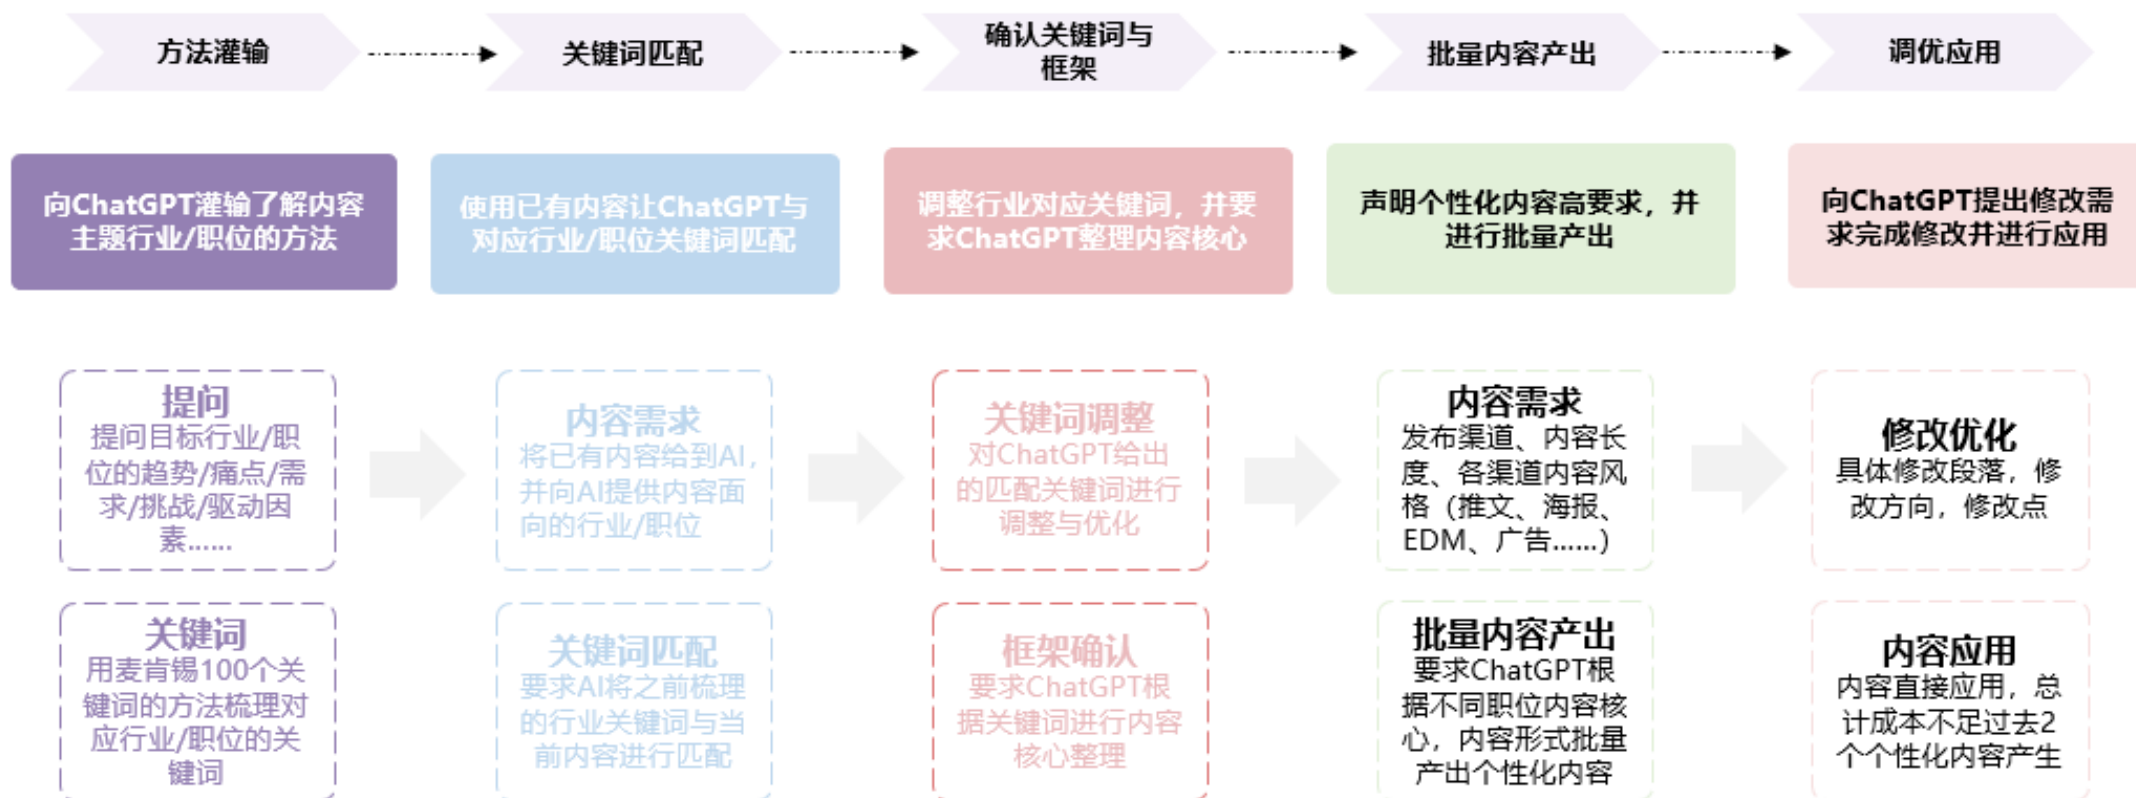 方法灌输
关键词匹配
确认关键词与
框架
批量内容产出
调优应用
向ChatGPT灌输了解内容
主题行业/职位的方法
使用已有内容让ChatGPT与
对应行业/职位关键词匹配
调整行业对应关键词，并要
求ChatGPT整理内容核心
声明个性化内容高要求，并
进行批量产出
向ChatGPT提出修改需
求完成修改并进行应用
提问
提问目标行业/职
位的趋势/痛点/需
求/挑战/驱动因
素......
内容需求
将已有内容给到AI，
并向AI提供内容面
向的行业/职位
关键词调整
对ChatGPT给出
的匹配关键词进行
调整与优化
内容需求
发布渠道、内容长
度、各渠道内容风
格（推文、海报、
EDM、广告......）
修改优化
具体修改段落，修
改方向，修改点
关键词
用麦肯锡100个关
键词的方法梳理对
应行业/职位的关
键词
关键词匹配
要求AI将之前梳理
的行业关键词与当
前内容进行匹配
框架确认
要求ChatGPT根
据关键词进行内容
核心整理
批量内容产出
要求ChatGPT根
据不同职位内容核
心，内容形式批量
产出个性化内容
内容应用
内容直接应用，总
计成本不足过去2
个个性化内容产生